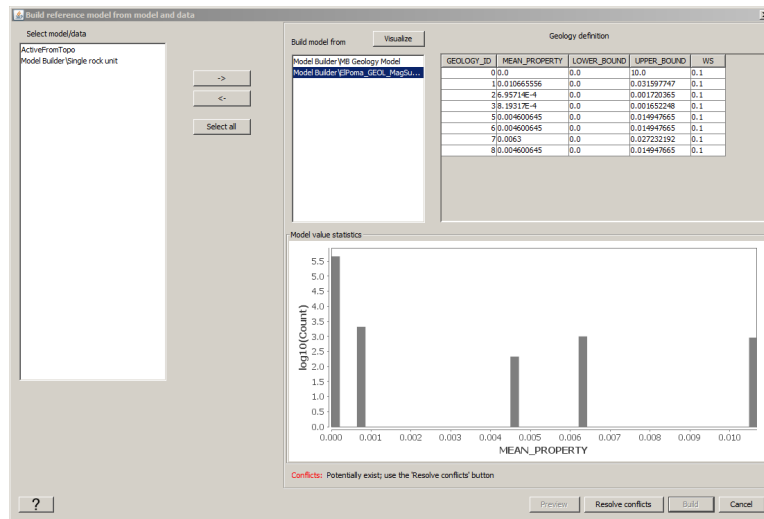 Build reference model from model and data
Select model/data
ActiveFromTopo
Model Builder\Single rock unit
->
<-
Select all
Build model from
Visualize
Model Builder\MB Geology Model
Model Builder\ElPoma_GEOL_MagSu...
Geology definition
GEOLOGY_ID MEAN_PROPERTY LOWER_BOUND UPPER_BOUND WS
0 0.0 0.0 10.0 0.1
1 0.010665556 0.0 0.031597747 0.1
2 6.95714E-4 0.0 0.001720365 0.1
3 8.19317E-4 0.0 0.001652248 0.1
5 0.004600645 0.0 0.014947665 0.1
6 0.004600645 0.0 0.014947665 0.1
7 0.0063 0.0 0.027232192 0.1
8 0.004600645 0.0 0.014947665 0.1
Model value statistics
log10(Count)
5.5
5.0
4.5
4.0
3.5
3.0
2.5
2.0
1.5
1.0
0.5
0.0
0.000 0.001 0.002 0.003 0.004 0.005 0.006 0.007 0.008 0.009 0.010
MEAN_PROPERTY
Conflicts: Potentially exist; use the 'Resolve conflicts' button
?
Preview
Resolve conflicts
Build
Cancel